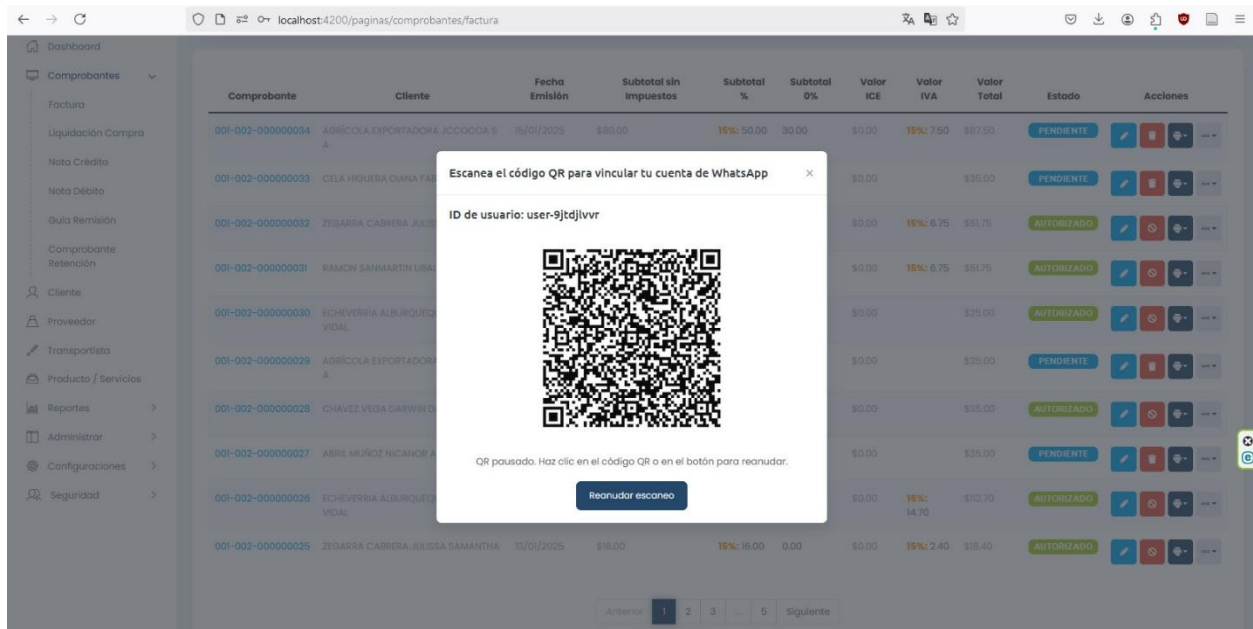 localhost:4200/paginas/comprobantes/factura
Dashboard
Comprobantes
Factura
Liquidación Compra
Nota Crédito
Nota Débito
Guía Remisión
Comprobante
Retención
Cliente
Proveedor
Transportista
Producto / Servicios
Reportes
Administrar
Configuraciones
Seguridad
Comprobante Cliente Fecha Emisión Subtotal sin Impuestos Subtotal % Subtotal 0% Valor ICE Valor IVA Valor Total Estado Acciones
001-002-000000034 AGRÍCOLA EXPORTADORA JCCOCOA S. 15/01/2025 $80.00 15%: 50.00 30.00 $0.00 15%: 7.50 $87.50 PENDIENTE
A.
001-002-000000033 CELA HIGUERA DIANA $0.00 $35.00 PENDIENTE
001-002-000000032 ZEGARRA CABRERA $0.00 15%: 6.75 $51.75 AUTORIZADO
001-002-000000031 RAMON SANMARTIN $0.00 15%: 6.75 $51.75 AUTORIZADO
001-002-000000030 ECHEVERRIA $0.00 $25.00 AUTORIZADO
VIDAL
001-002-000000029 AGRÍCOLA EXPORTADORA $0.00 $35.00 PENDIENTE
A.
001-002-000000028 CHAVEZ VEGA DARWIN $0.00 $35.00 AUTORIZADO
001-002-000000027 ABRIL MUÑOZ NICANOR $0.00 $35.00 PENDIENTE
001-002-000000026 ECHEVERRIA $0.00 15%: 14.70 $112.70 AUTORIZADO
VIDAL
001-002-000000025 ZEGARRA CABRERA JULISSA SAMANTHA 13/01/2025 $16.00 15%: 16.00 0.00 $0.00 15%: 2.40 $18.40 AUTORIZADO
Anterior 1 2 3 ... 5 Siguiente
Escanea el código QR para vincular tu cuenta de WhatsApp
ID de usuario: user-9jtdjlvvr
QR pausado. Haz clic en el código QR o en el botón para reanudar.
Reanudar escaneo